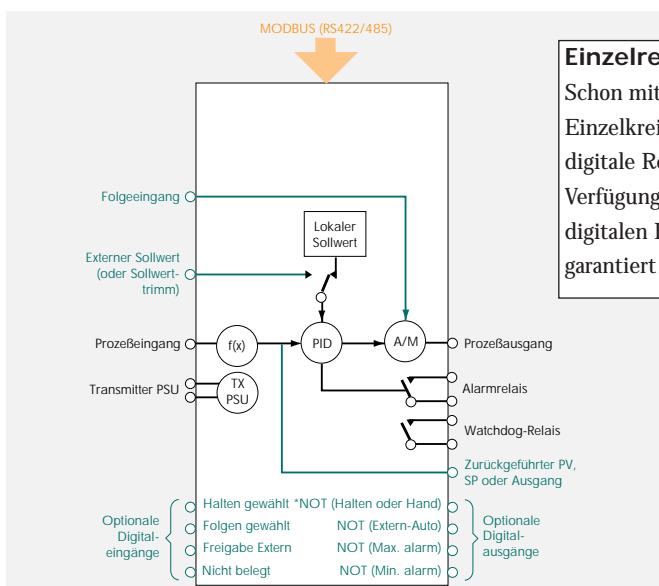 MODBUS (RS422/485)
Einzelre
Schon mit
Einzelkrei
digitale Re
Verfügung
digitalen
garantiert
Folgeeingang
Lokaler
Sollwert
Externer Sollwert
(oder Sollwert-
trimm)
Prozeßeingang
f(x)
PID
A/M
Prozeßausgang
Transmitter PSU
TX
PSU
Alarmrelais
Watchdog-Relais
Zurückgeführter PV,
SP oder Ausgang
Optionale
Digital-
eingänge
Halten gewählt *NOT (Halten oder Hand)
Folgen gewählt NOT (Extern-Auto)
Freigabe Extern NOT (Max. alarm)
Nicht belegt NOT (Min. alarm)
Optionale
Digital-
ausgänge